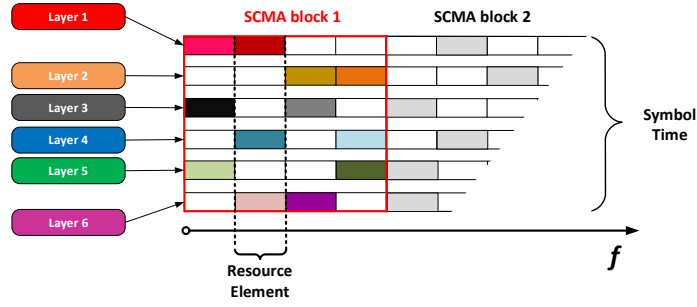 SCMA block 1
SCMA block 2
Layer 1
Layer 2
Layer 3
Layer 4
Layer 5
Layer 6
Symbol
Time
f
Resource
Element